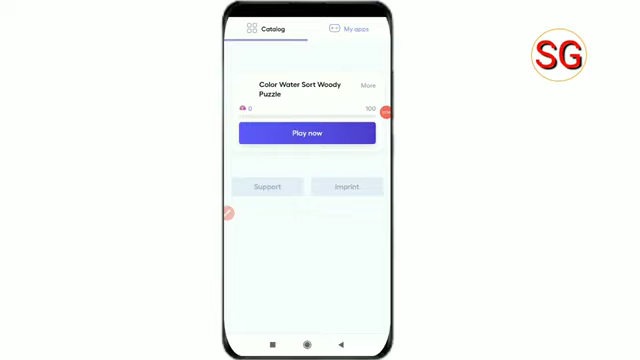 Catalog
My apps
SG
Color Water Sort Woody
Puzzle
More
0
100
Play now
Support
Imprint